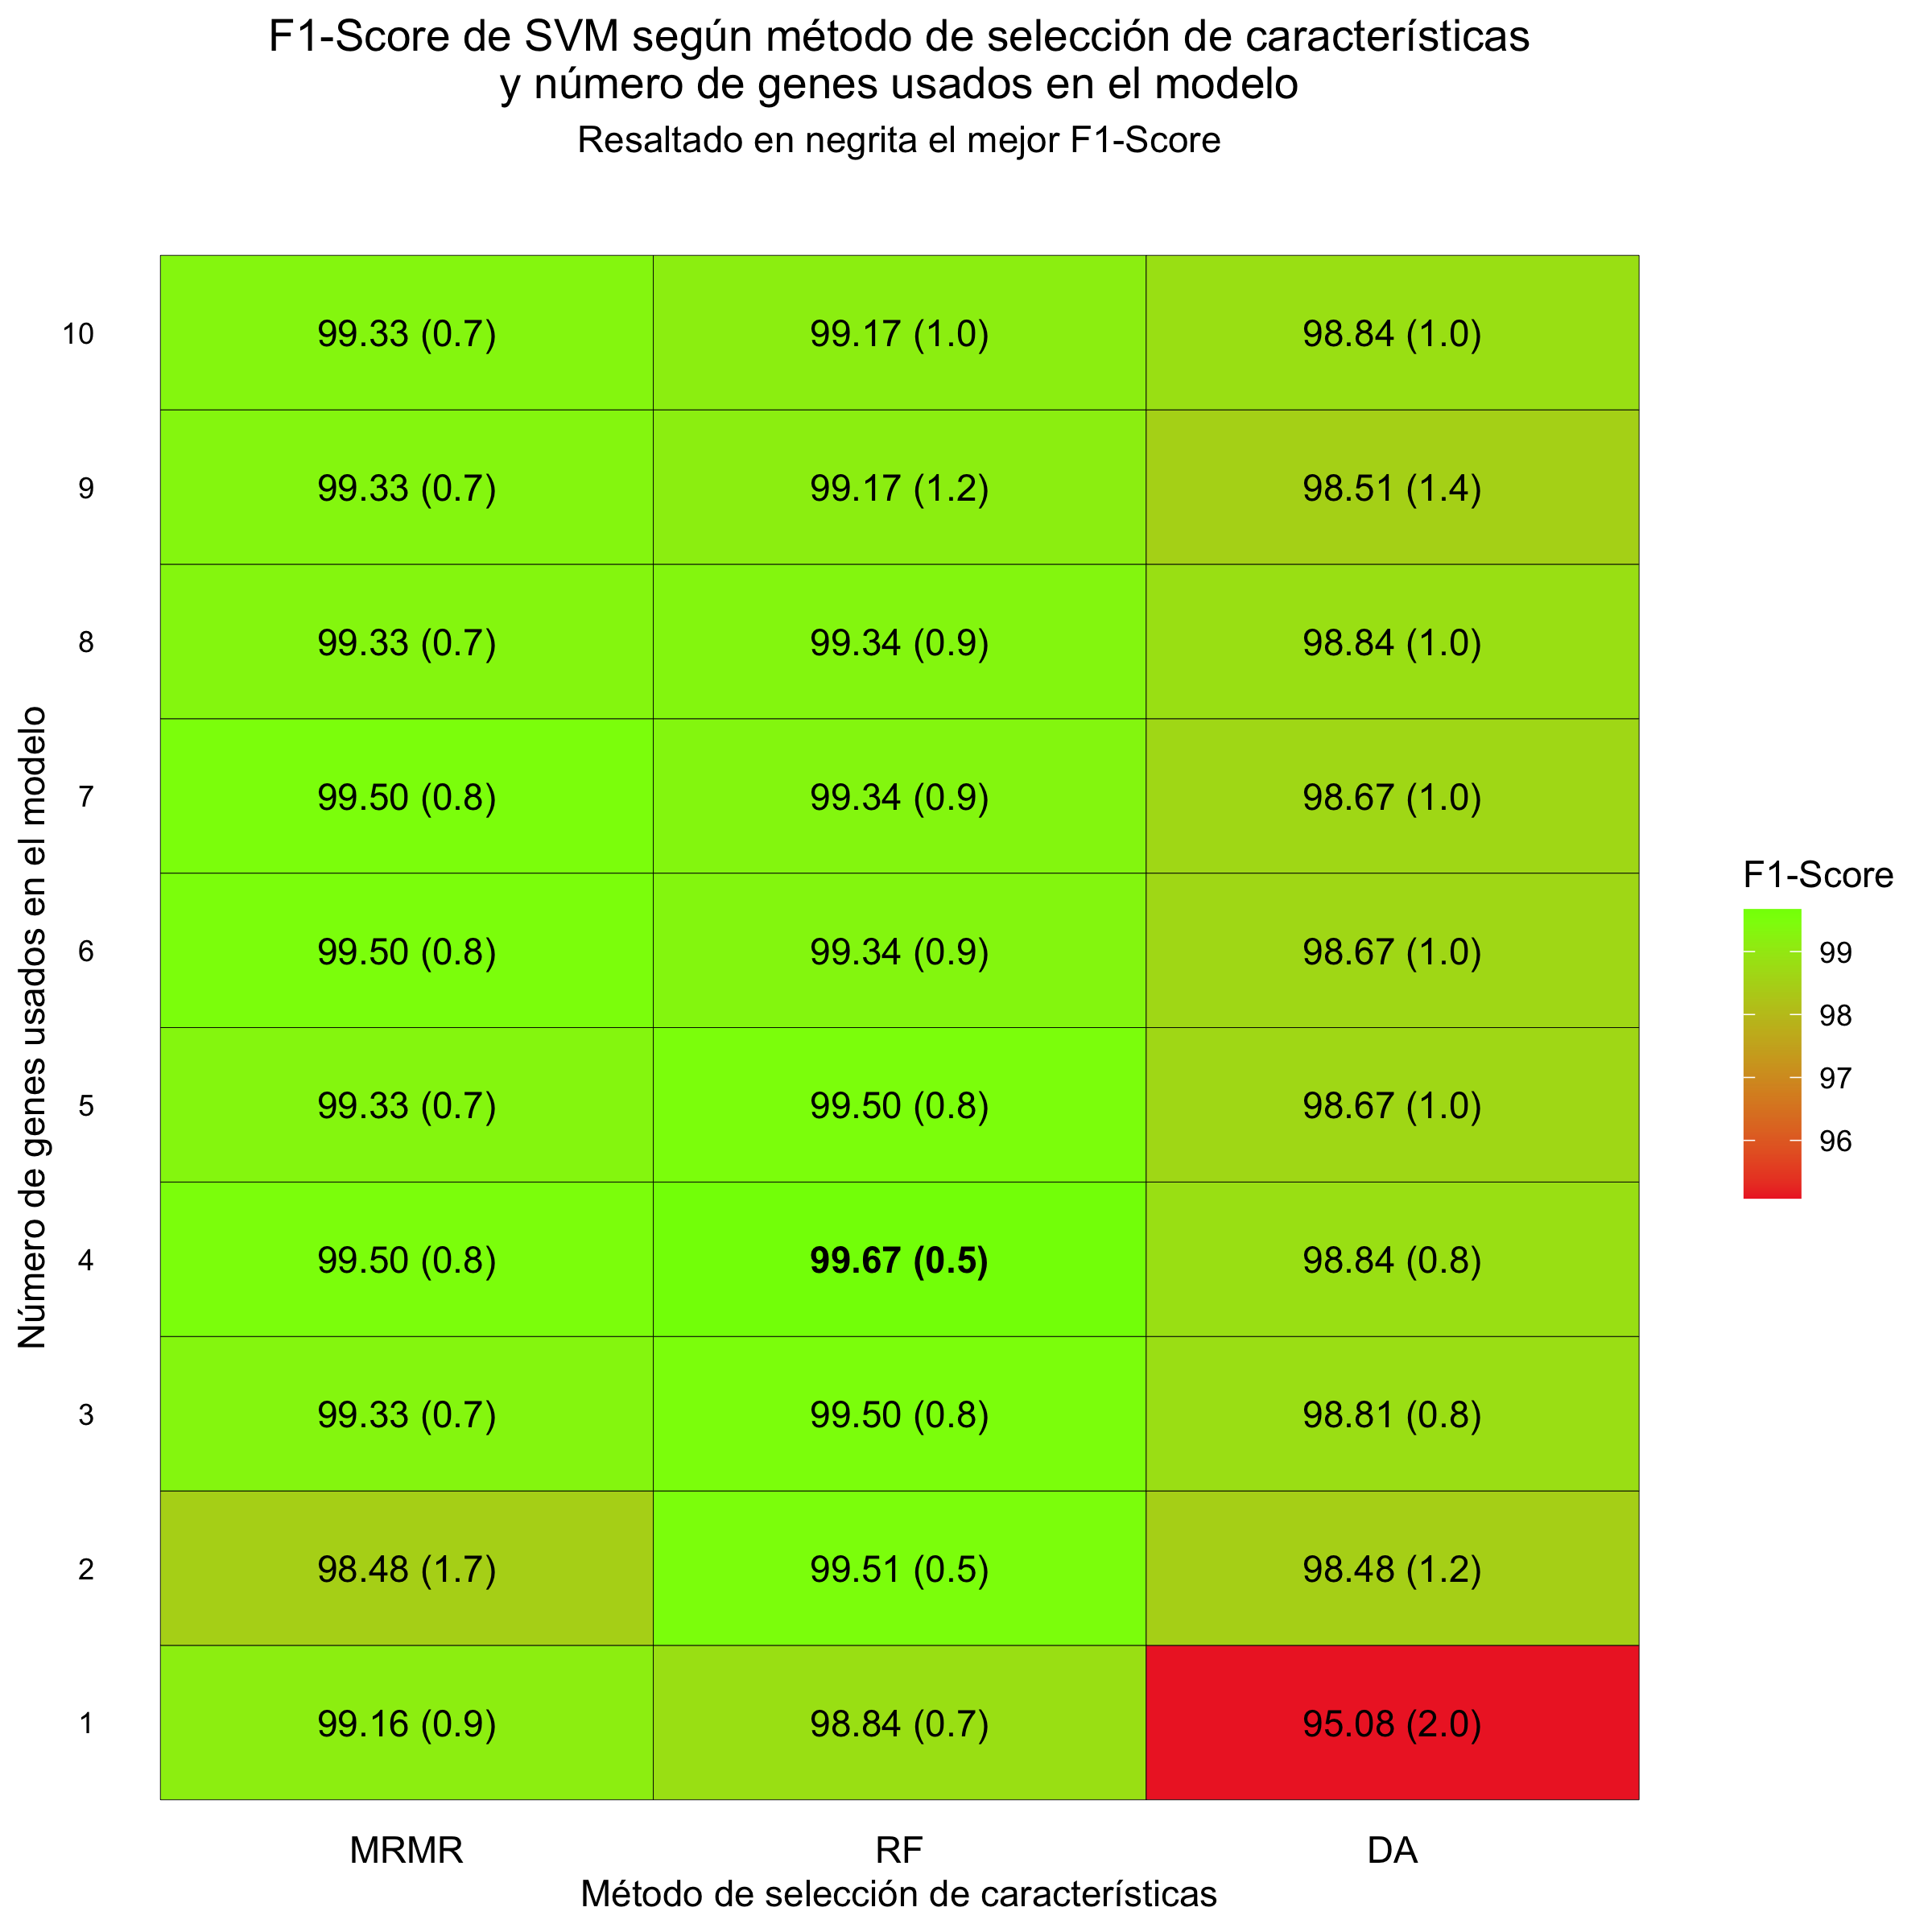 F1-Score de SVM según método de selección de características
y número de genes usados en el modelo
Resaltado en negrita el mejor F1-Score
Número de genes usados en el modelo
10 99.33 (0.7) 99.17 (1.0) 98.84 (1.0)
9 99.33 (0.7) 99.17 (1.2) 98.51 (1.4)
8 99.33 (0.7) 99.34 (0.9) 98.84 (1.0)
7 99.50 (0.8) 99.34 (0.9) 98.67 (1.0)
6 99.50 (0.8) 99.34 (0.9) 98.67 (1.0)
5 99.33 (0.7) 99.50 (0.8) 98.67 (1.0)
4 99.50 (0.8) 99.67 (0.5) 98.84 (0.8)
3 99.33 (0.7) 99.50 (0.8) 98.81 (0.8)
2 98.48 (1.7) 99.51 (0.5) 98.48 (1.2)
1 99.16 (0.9) 98.84 (0.7) 95.08 (2.0)
MRMR RF DA
Método de selección de características
F1-Score
99
98
97
96